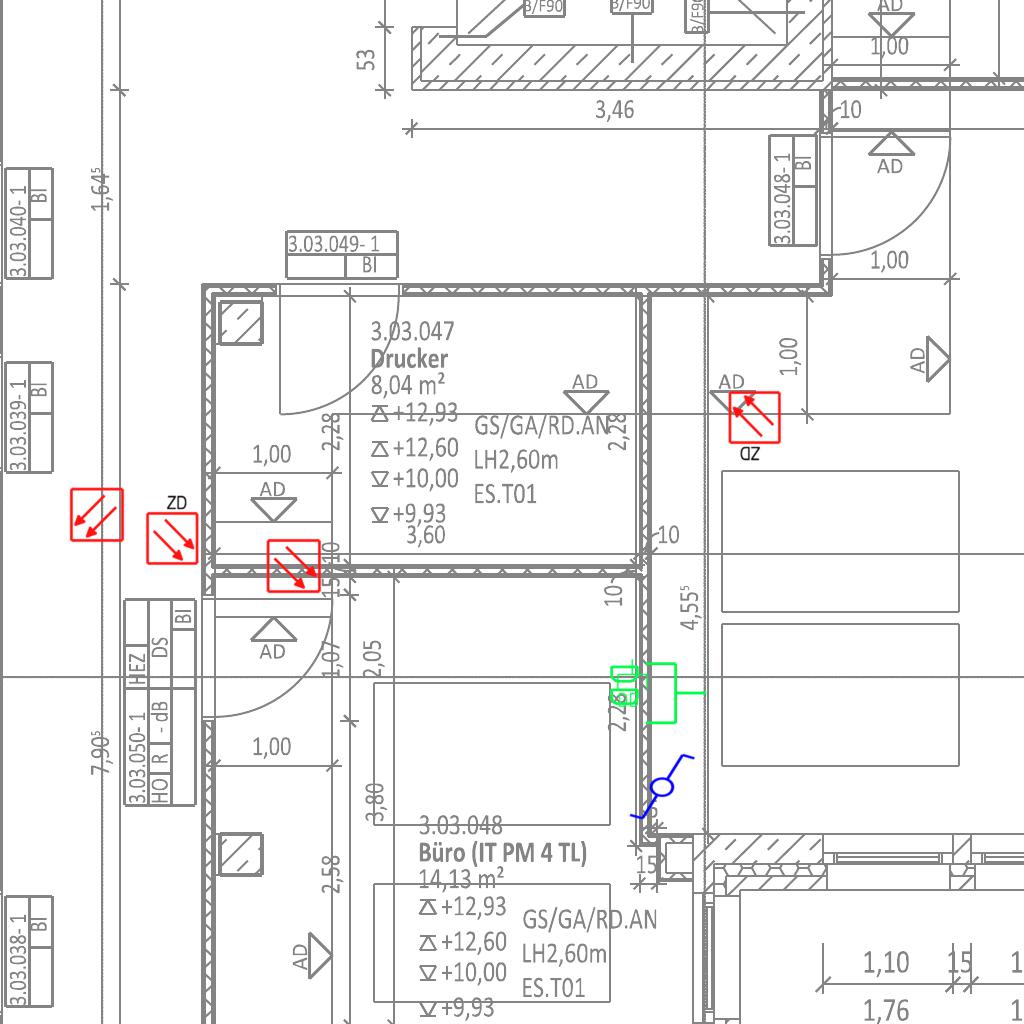 B/F90
B/F90
B/F90
AD
1,00
53
3,46
10
AD
3.03.048- 1
BI
1,64⁵
3.03.040- 1
BI
3.03.049- 1
BI
1,00
3.03.047
Drucker
8,04 m²
+12,93
+12,60
+10,00
+9,93
GS/GA/RD.AN
LH2,60m
ES.T01
AD
AD
1,00
AD
2,28
2,28
3.03.039- 1
BI
1,00
AD
ZD
ZD
3,60
10
15
10
10
4,55⁵
AD
1,07
2,05
2,28
HEZ
DS
BI
3.03.050- 1
HO
R
- dB
7,90⁵
1,00
3,80
3.03.048
Büro (IT PM 4 TL)
14,13 m²
+12,93
+12,60
+10,00
+9,93
GS/GA/RD.AN
LH2,60m
ES.T01
2,58
15
AD
3.03.038- 1
BI
1,10
15
1,76